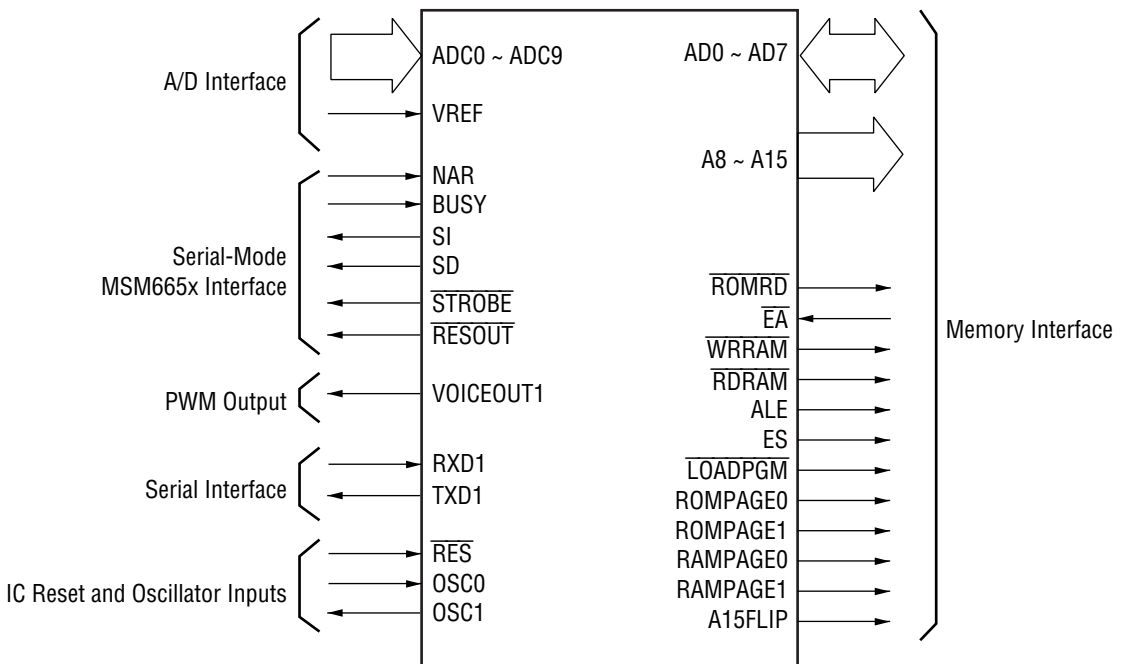 A/D Interface
ADC0 ~ ADC9
VREF
Serial-Mode
MSM665x Interface
NAR
BUSY
SI
SD
STROBE
RESOUT
PWM Output
VOICEOUT1
Serial Interface
RXD1
TXD1
IC Reset and Oscillator Inputs
RES
OSC0
OSC1
AD0 ~ AD7
A8 ~ A15
ROMRD
EA
WRRAM
RDRAM
ALE
ES
LOADPGM
ROMPAGE0
ROMPAGE1
RAMPAGE0
RAMPAGE1
A15FLIP
Memory Interface